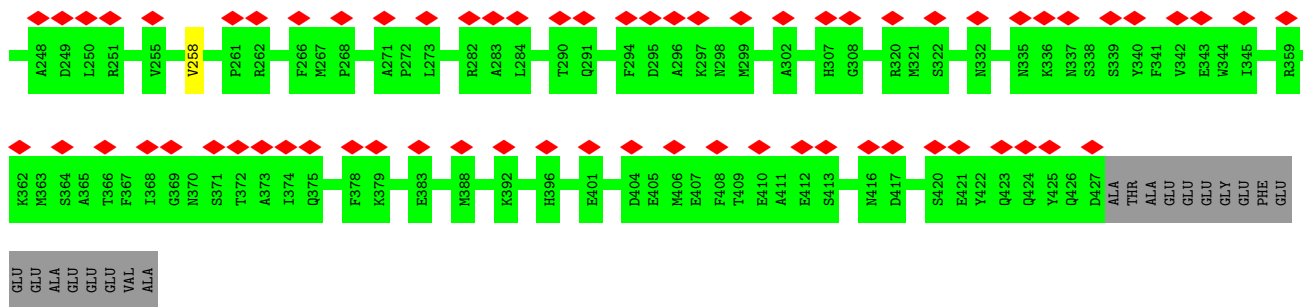 A248 D249 L250 R251 V255 V258 P261 R262 F266 M267 P268 A271 P272 L273 R282 A283 L284 T290 Q291 F294 D295 A296 K297 N298 M299 A302 H307 G308 R320 M321 S322 N332 N335 K336 N337 S338 S339 Y340 F341 V342 E343 W344 I345 R359
K362 M363 S364 A365 T366 F367 I368 G369 N370 S371 T372 A373 I374 Q375 F378 K379 E383 M388 K392 H396 E401 D404 E405 M406 E407 F408 T409 E410 A411 E412 S413 N416 D417 S420 E421 Y422 Q423 Q424 Y425 Q426 D427 ALA THR ALA GLU GLU GLU GLY GLU PHE GLU
GLU GLU ALA GLU GLU GLU VAL ALA